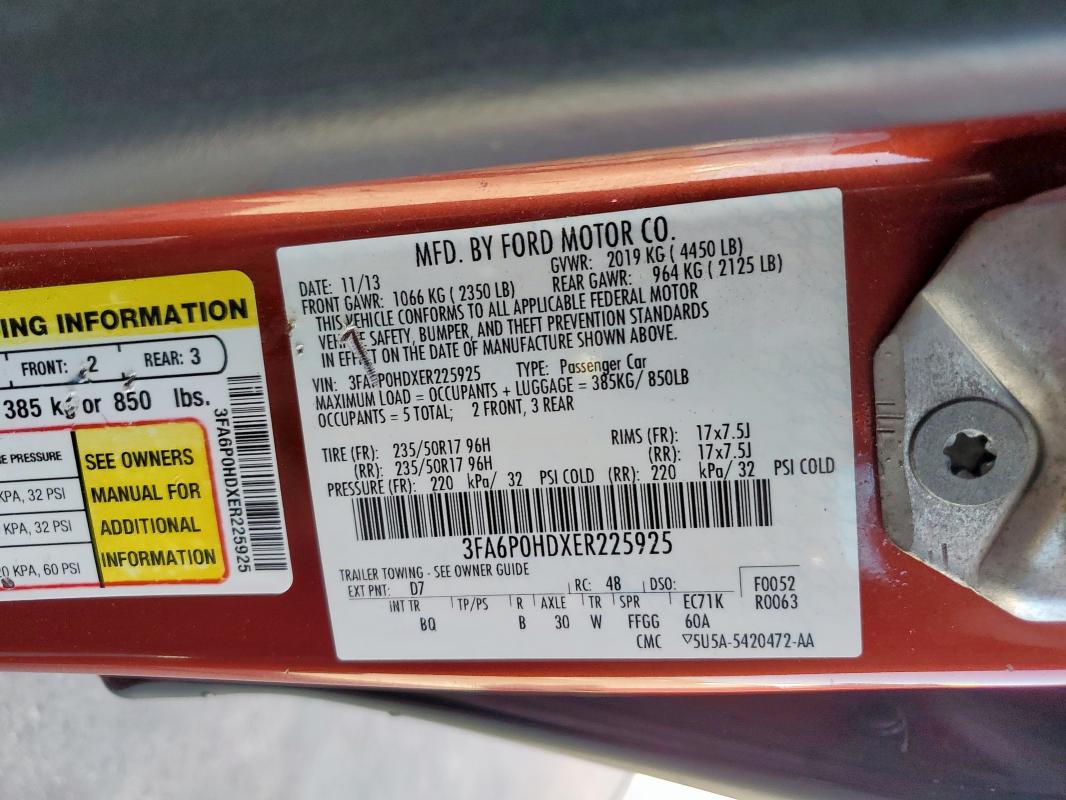 ING INFORMATION
FRONT: 2 REAR: 3
385 kg or 850 lbs.
RE PRESSURE
KPA, 32 PSI
KPA, 32 PSI
KPA, 60 PSI
SEE OWNERS
MANUAL FOR
ADDITIONAL
INFORMATION
3FA6P0HDXER225925
MFD. BY FORD MOTOR CO.
DATE: 11/13 GVWR: 2019 KG (4450 LB)
FRONT GAWR: 1066 KG (2350 LB) REAR GAWR: 964 KG (2125 LB)
THIS VEHICLE CONFORMS TO ALL APPLICABLE FEDERAL MOTOR
VEHICLE SAFETY, BUMPER, AND THEFT PREVENTION STANDARDS
IN EFFECT ON THE DATE OF MANUFACTURE SHOWN ABOVE.
VIN: 3FA6P0HDXER225925 TYPE: Passenger Car
MAXIMUM LOAD = OCCUPANTS + LUGGAGE = 385KG/ 850LB
OCCUPANTS = 5 TOTAL; 2 FRONT, 3 REAR
TIRE (FR): 235/50R17 96H RIMS (FR): 17x7.5J
(RR): 235/50R17 96H (RR): 17x7.5J
PRESSURE (FR): 220 kPa/ 32 PSI COLD (RR): 220 kPa/ 32 PSI COLD
3FA6P0HDXER225925
TRAILER TOWING - SEE OWNER GUIDE
EXT PNT: D7 RC: 48 DSO: F0052
INT TR TP/PS R AXLE TR SPR EC71K R0063
BQ B 30 W FFGG 60A
CMC ▽5U5A-5420472-AA